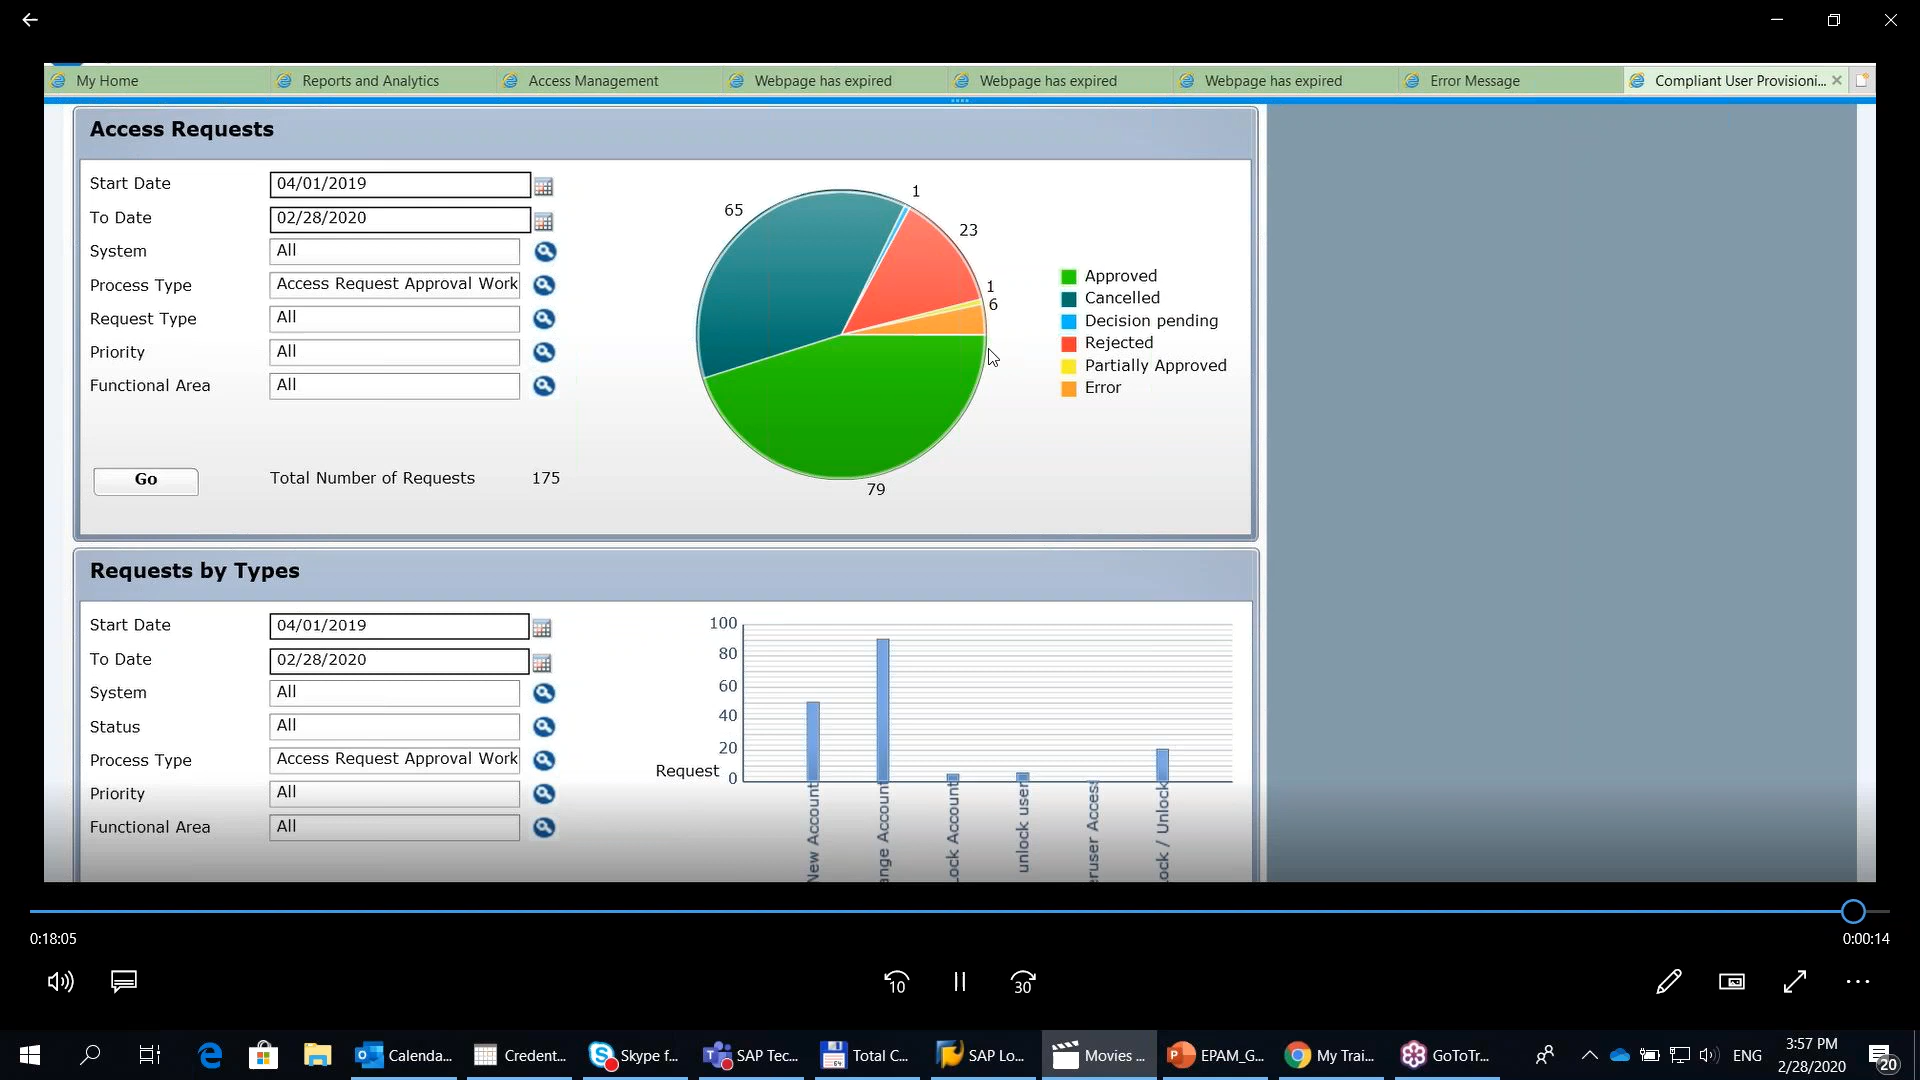 My Home
Reports and Analytics
Access Management
Webpage has expired
Webpage has expired
Webpage has expired
Error Message
Compliant User Provisioni...
Access Requests
Start Date 04/01/2019
To Date 02/28/2020
System All
Process Type Access Request Approval Work
Request Type All
Priority All
Functional Area All
Go
Total Number of Requests 175
65
1
23
1
6
79
Approved
Cancelled
Decision pending
Rejected
Partially Approved
Error
Requests by Types
Start Date 04/01/2019
To Date 02/28/2020
System All
Status All
Process Type Access Request Approval Work
Priority All
Functional Area All
100
80
60
40
20
0
Request
New Account
ange Account
Lock Account
unlock user
eruser Access
ock / Unlock
0:18:05
0:00:14
10
30
Calenda...
Credent...
Skype f...
SAP Tec...
Total C...
SAP Lo...
Movies ...
EPAM_G...
My Trai...
GoToTr...
ENG
3:57 PM
2/28/2020
20